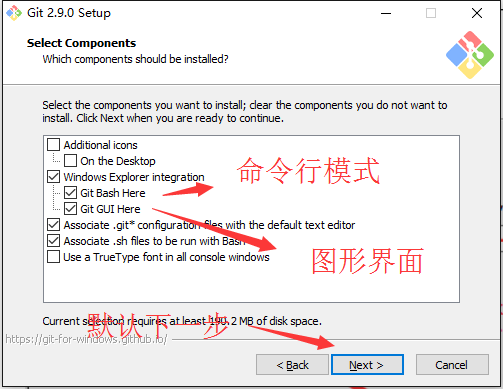 Git 2.9.0 Setup
Select Components
Which components should be installed?
Select the components you want to install; clear the components you do not want to
install. Click Next when you are ready to continue.
Additional icons
On the Desktop
Windows Explorer integration
Git Bash Here
命令行模式
Git GUI Here
Associate .git* configuration files with the default text editor
Associate .sh files to be run with Bash
图形界面
Use a TrueType font in all console windows
默认下一步
Current selection requires at least 190.2 MB of disk space.
https://git-for-windows.github.io/
< Back
Next >
Cancel